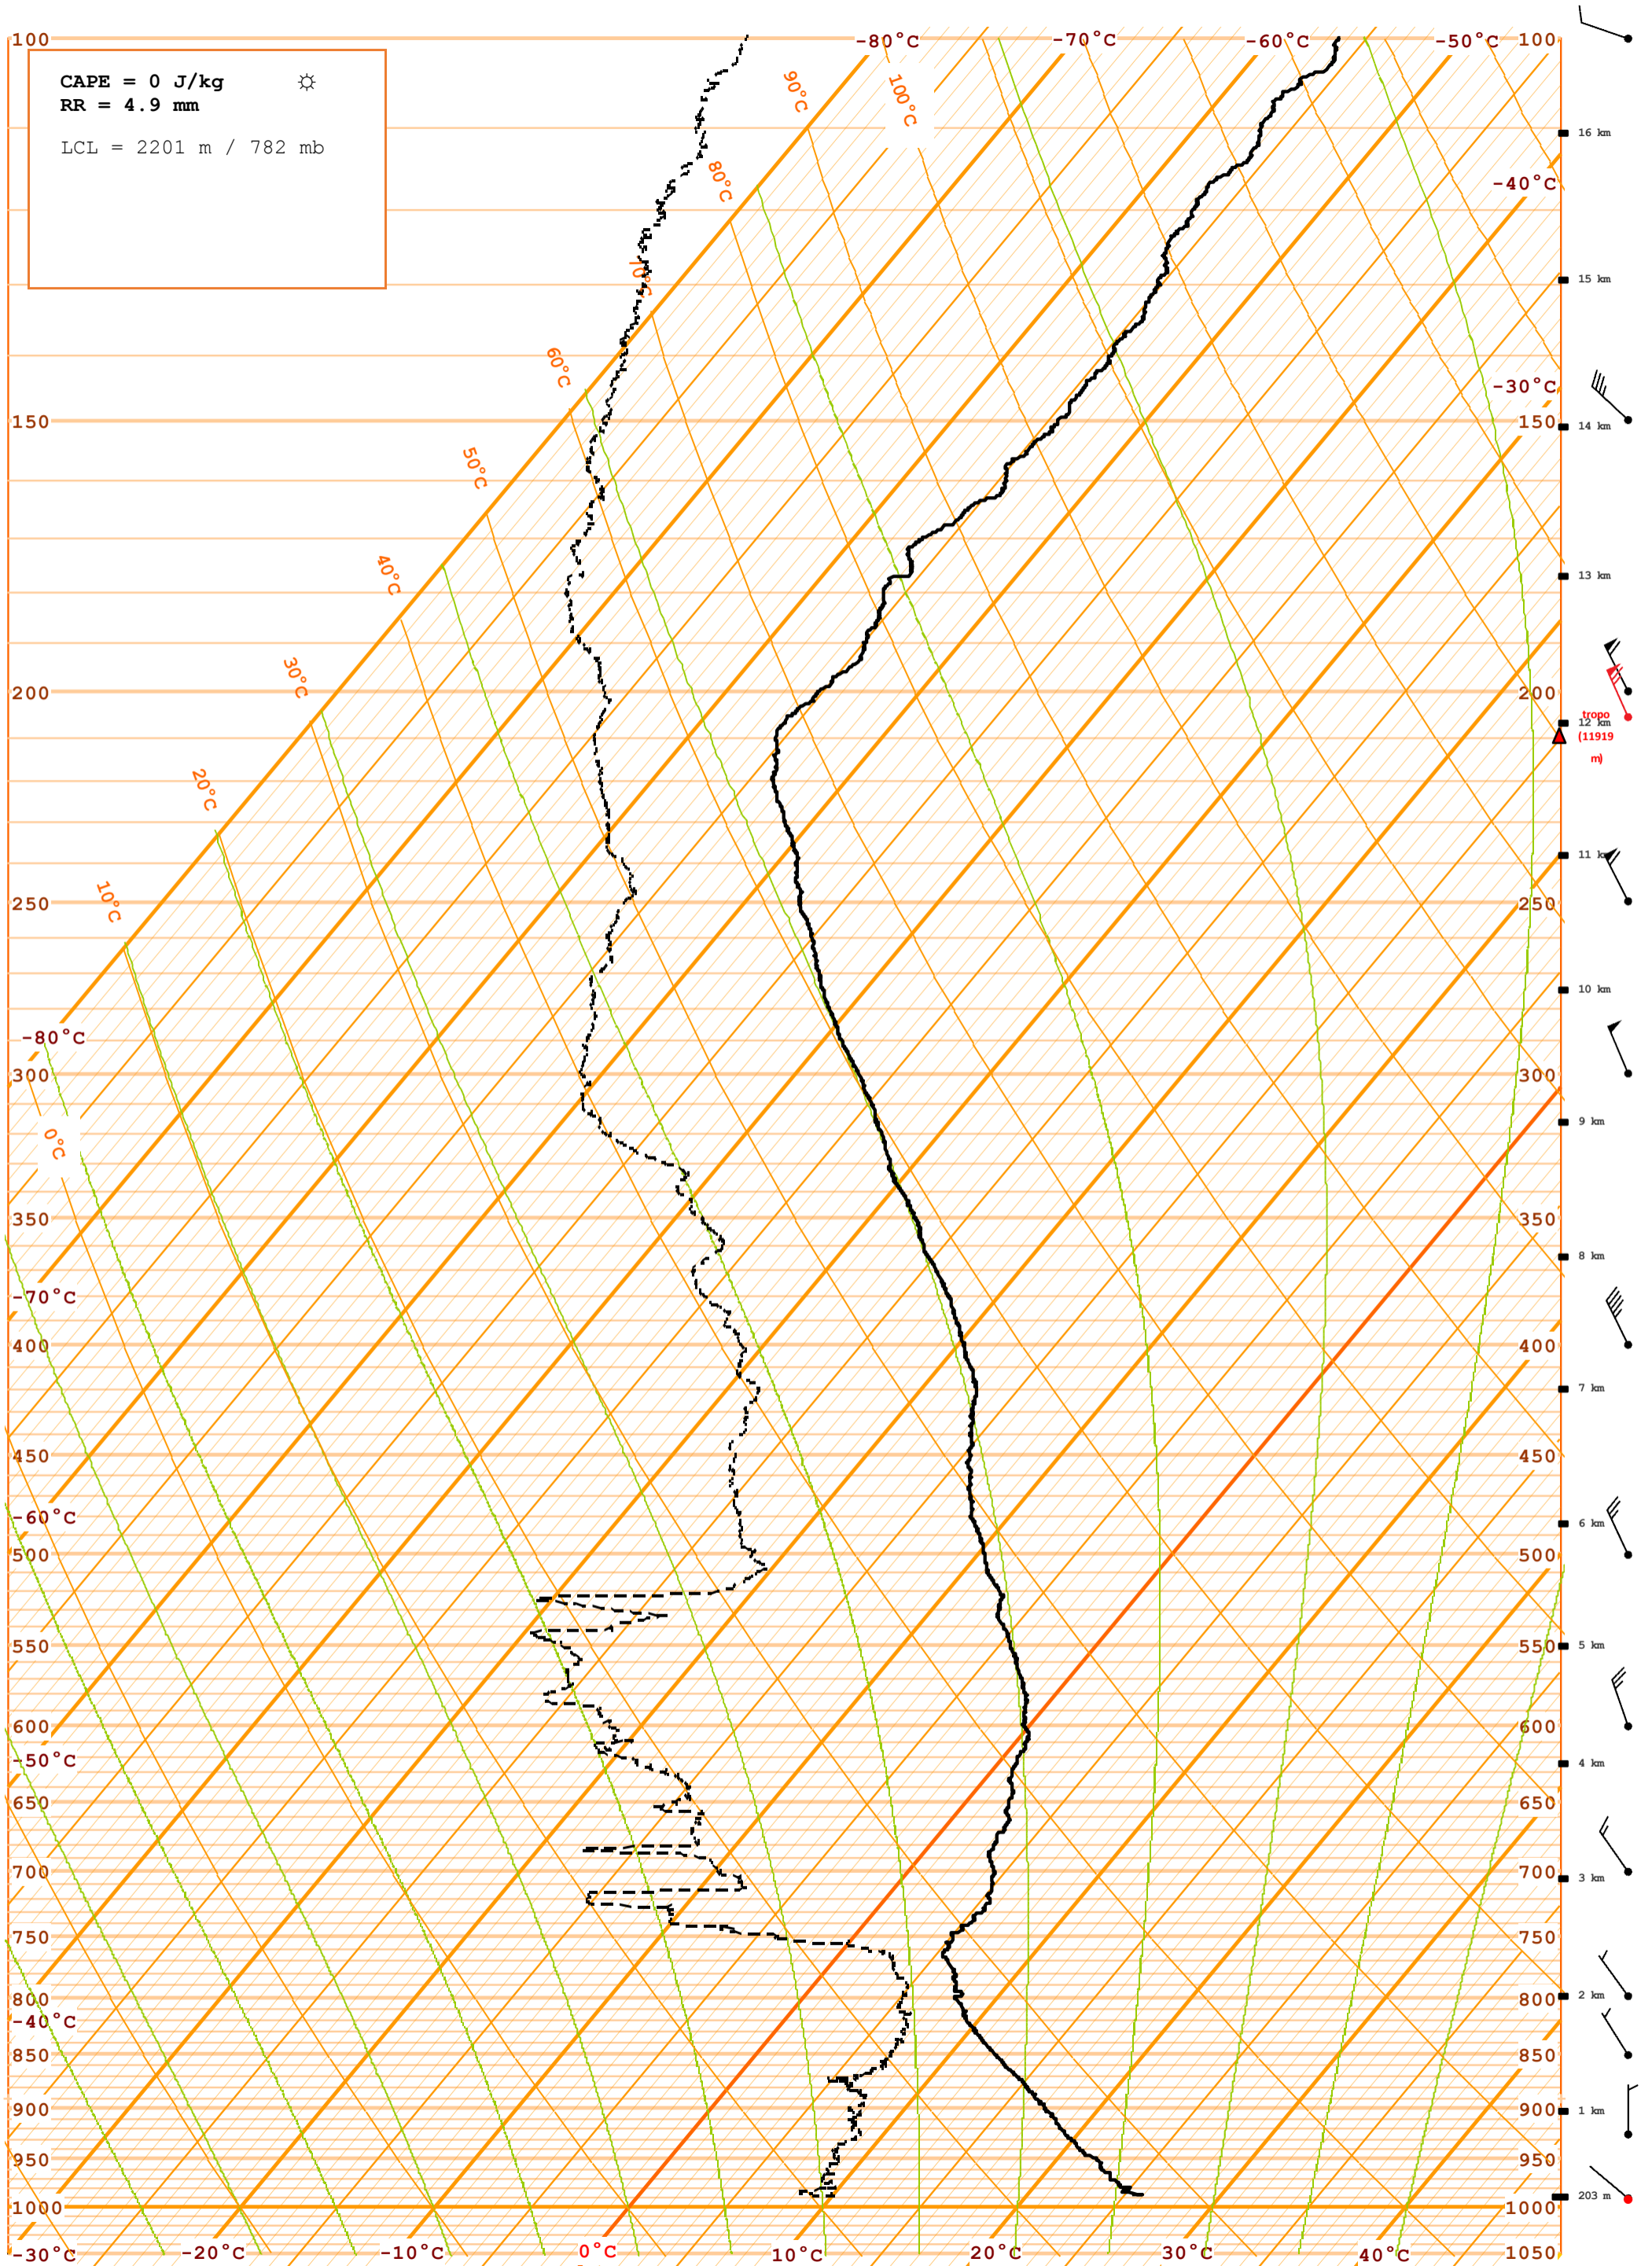 100 -80°C -70°C -60°C -50°C 100
CAPE = 0 J/kg ☼
RR = 4.9 mm
LCL = 2201 m / 782 mb
90°C 100°C
16 km
80°C -40°C
70°C 15 km
60°C -30°C
150 150 14 km
50°C
40°C 13 km
30°C
200 200
tropo
12 km
(11919
m)
20°C
11 km
10°C 250 250
10 km
-80°C
300 300
0°C 9 km
350 350
8 km
-70°C
400 400
7 km
450 450
-60°C 6 km
500 500
550 550 5 km
600 600
-50°C 4 km
650 650
700 700 3 km
750 750
800 800 2 km
-40°C
850 850
900 900 1 km
950 950
203 m
1000 1000
-30°C -20°C -10°C 0°C 10°C 20°C 30°C 40°C 1050